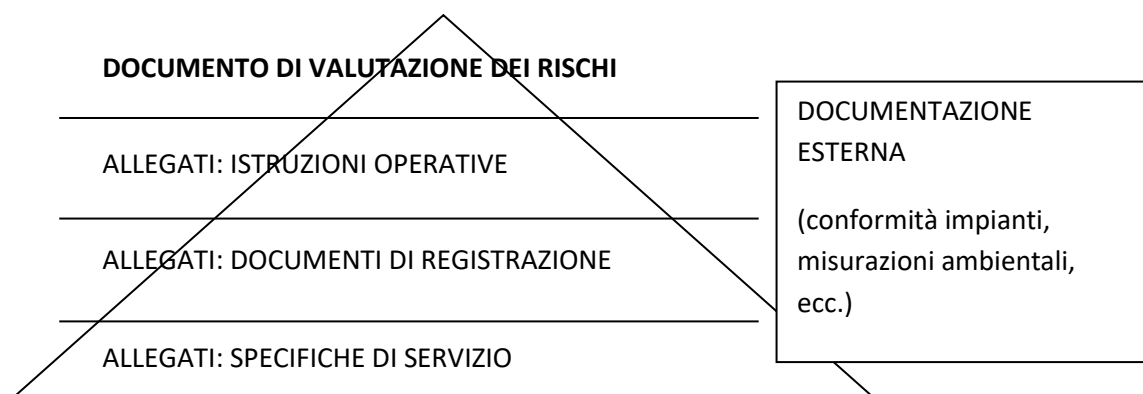 DOCUMENTO DI VALUTAZIONE DEI RISCHI
ALLEGATI: ISTRUZIONI OPERATIVE
ALLEGATI: DOCUMENTI DI REGISTRAZIONE
ALLEGATI: SPECIFICHE DI SERVIZIO
DOCUMENTAZIONE
ESTERNA
(conformità impianti,
misurazioni ambientali,
ecc.)